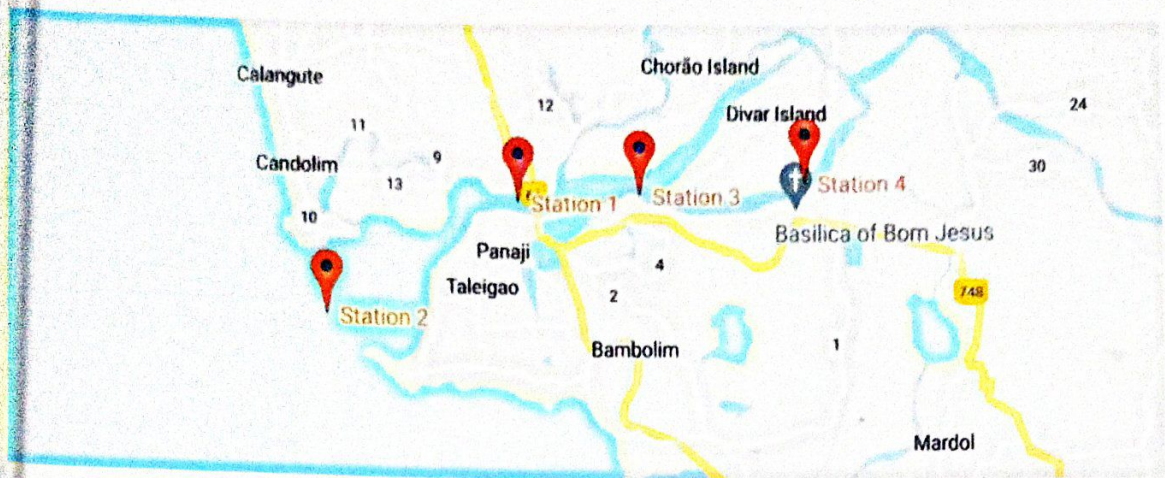 Calangute
Chorão Island
12
24
Divar Island
11
9
Candolim
13
30
Station 4
Station 3
Station 1
10
Basilica of Bom Jesus
Panaji
4
Taleigao
2
748
Station 2
1
Bambolim
Mardol